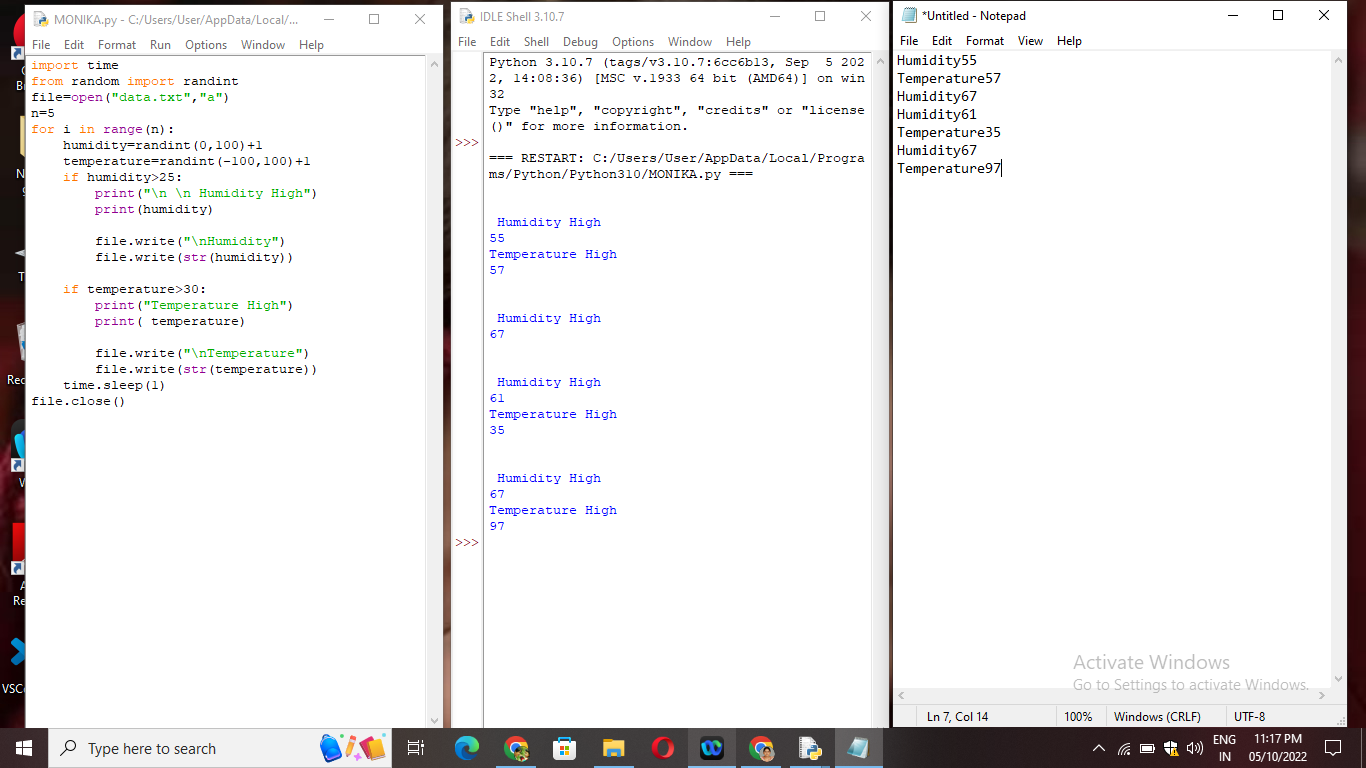 MONIKA.py - C:/Users/User/AppData/Local/...
File Edit Format Run Options Window Help
import time
from random import randint
file=open("data.txt","a")
n=5
for i in range(n):
    humidity=randint(0,100)+1
    temperature=randint(-100,100)+1
    if humidity>25:
        print("\n \n Humidity High")
        print(humidity)
        file.write("\nHumidity")
        file.write(str(humidity))
    if temperature>30:
        print("Temperature High")
        print( temperature)
        file.write("\nTemperature")
        file.write(str(temperature))
    time.sleep(1)
file.close()
IDLE Shell 3.10.7
File Edit Shell Debug Options Window Help
Python 3.10.7 (tags/v3.10.7:6cc6b13, Sep  5 202
2, 14:08:36) [MSC v.1933 64 bit (AMD64)] on win
32
Type "help", "copyright", "credits" or "license
()" for more information.
>>>
=== RESTART: C:/Users/User/AppData/Local/Progra
ms/Python/Python310/MONIKA.py ===
Humidity High
55
Temperature High
57
Humidity High
67
Humidity High
61
Temperature High
35
Humidity High
67
Temperature High
97
>>>
*Untitled - Notepad
File Edit Format View Help
Humidity55
Temperature57
Humidity67
Humidity61
Temperature35
Humidity67
Temperature97
Activate Windows
Go to Settings to activate Windows.
Ln 7, Col 14 100% Windows (CRLF) UTF-8
Type here to search
ENG
IN
11:17 PM
05/10/2022